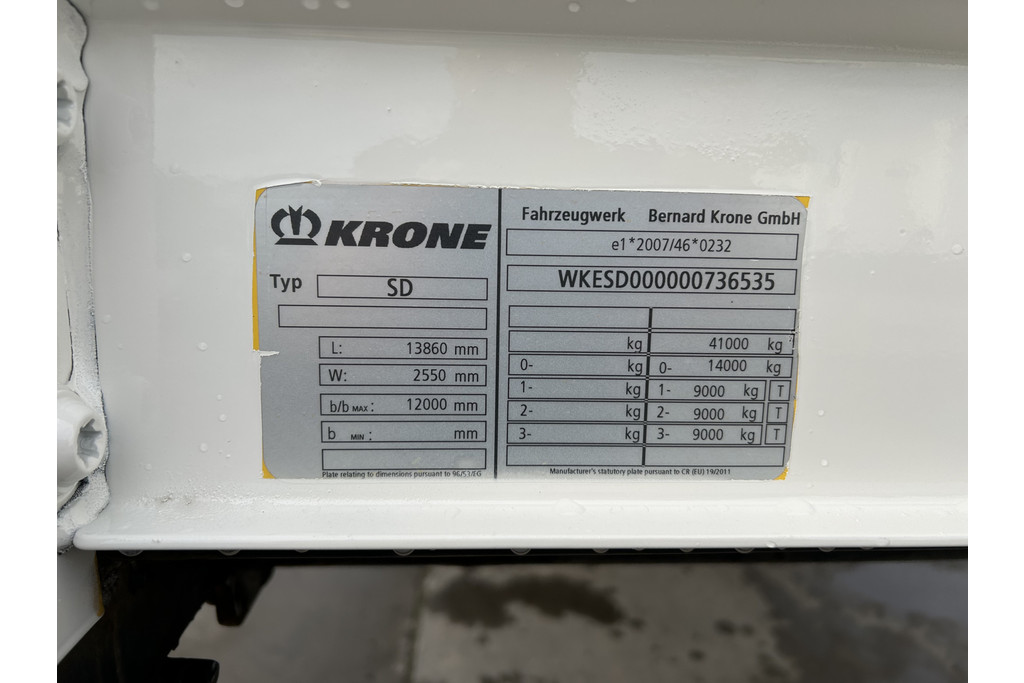 KRONE
Typ SD
L: 13860 mm
W: 2550 mm
b/b MAX: 12000 mm
b MIN: mm
Plate relating to dimensions pursuant to 96/53/EG
Fahrzeugwerk Bernard Krone GmbH
e1*2007/46*0232
WKESD000000736535
kg 41000 kg
0- kg 0- 14000 kg
1- kg 1- 9000 kg T
2- kg 2- 9000 kg T
3- kg 3- 9000 kg T
Manufacturer's statutory plate pursuant to CR (EU) 19/2011